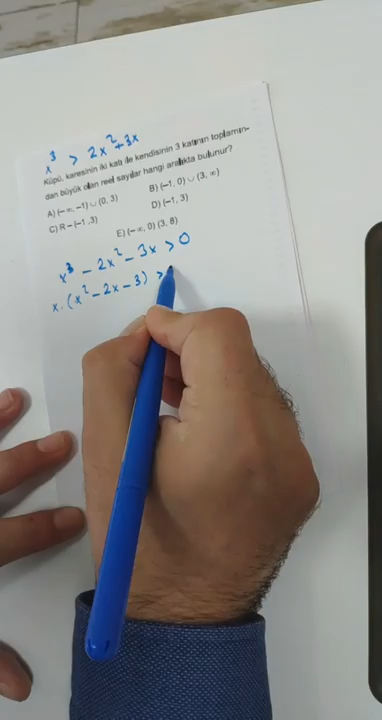 x³ > 2x²+3x
Küpü, karesinin iki katı ile kendisinin 3 katının toplamın-
dan büyük olan reel sayılar hangi aralıkta bulunur?
A) (−∞, −1) ∪ (0, 3)
B) (−1, 0) ∪ (3, ∞)
C) R − (−1 ,3)
D) (−1, 3)
E) (−∞, 0) (3, 8)
x³ − 2x² − 3x > 0
x. (x² − 2x − 3) >